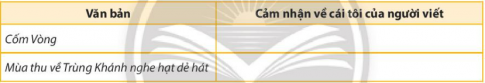 Văn bản Cảm nhận về cái tôi của người viết
Cốm Vòng
Mùa thu về Trùng Khánh nghe hạt dẻ hát